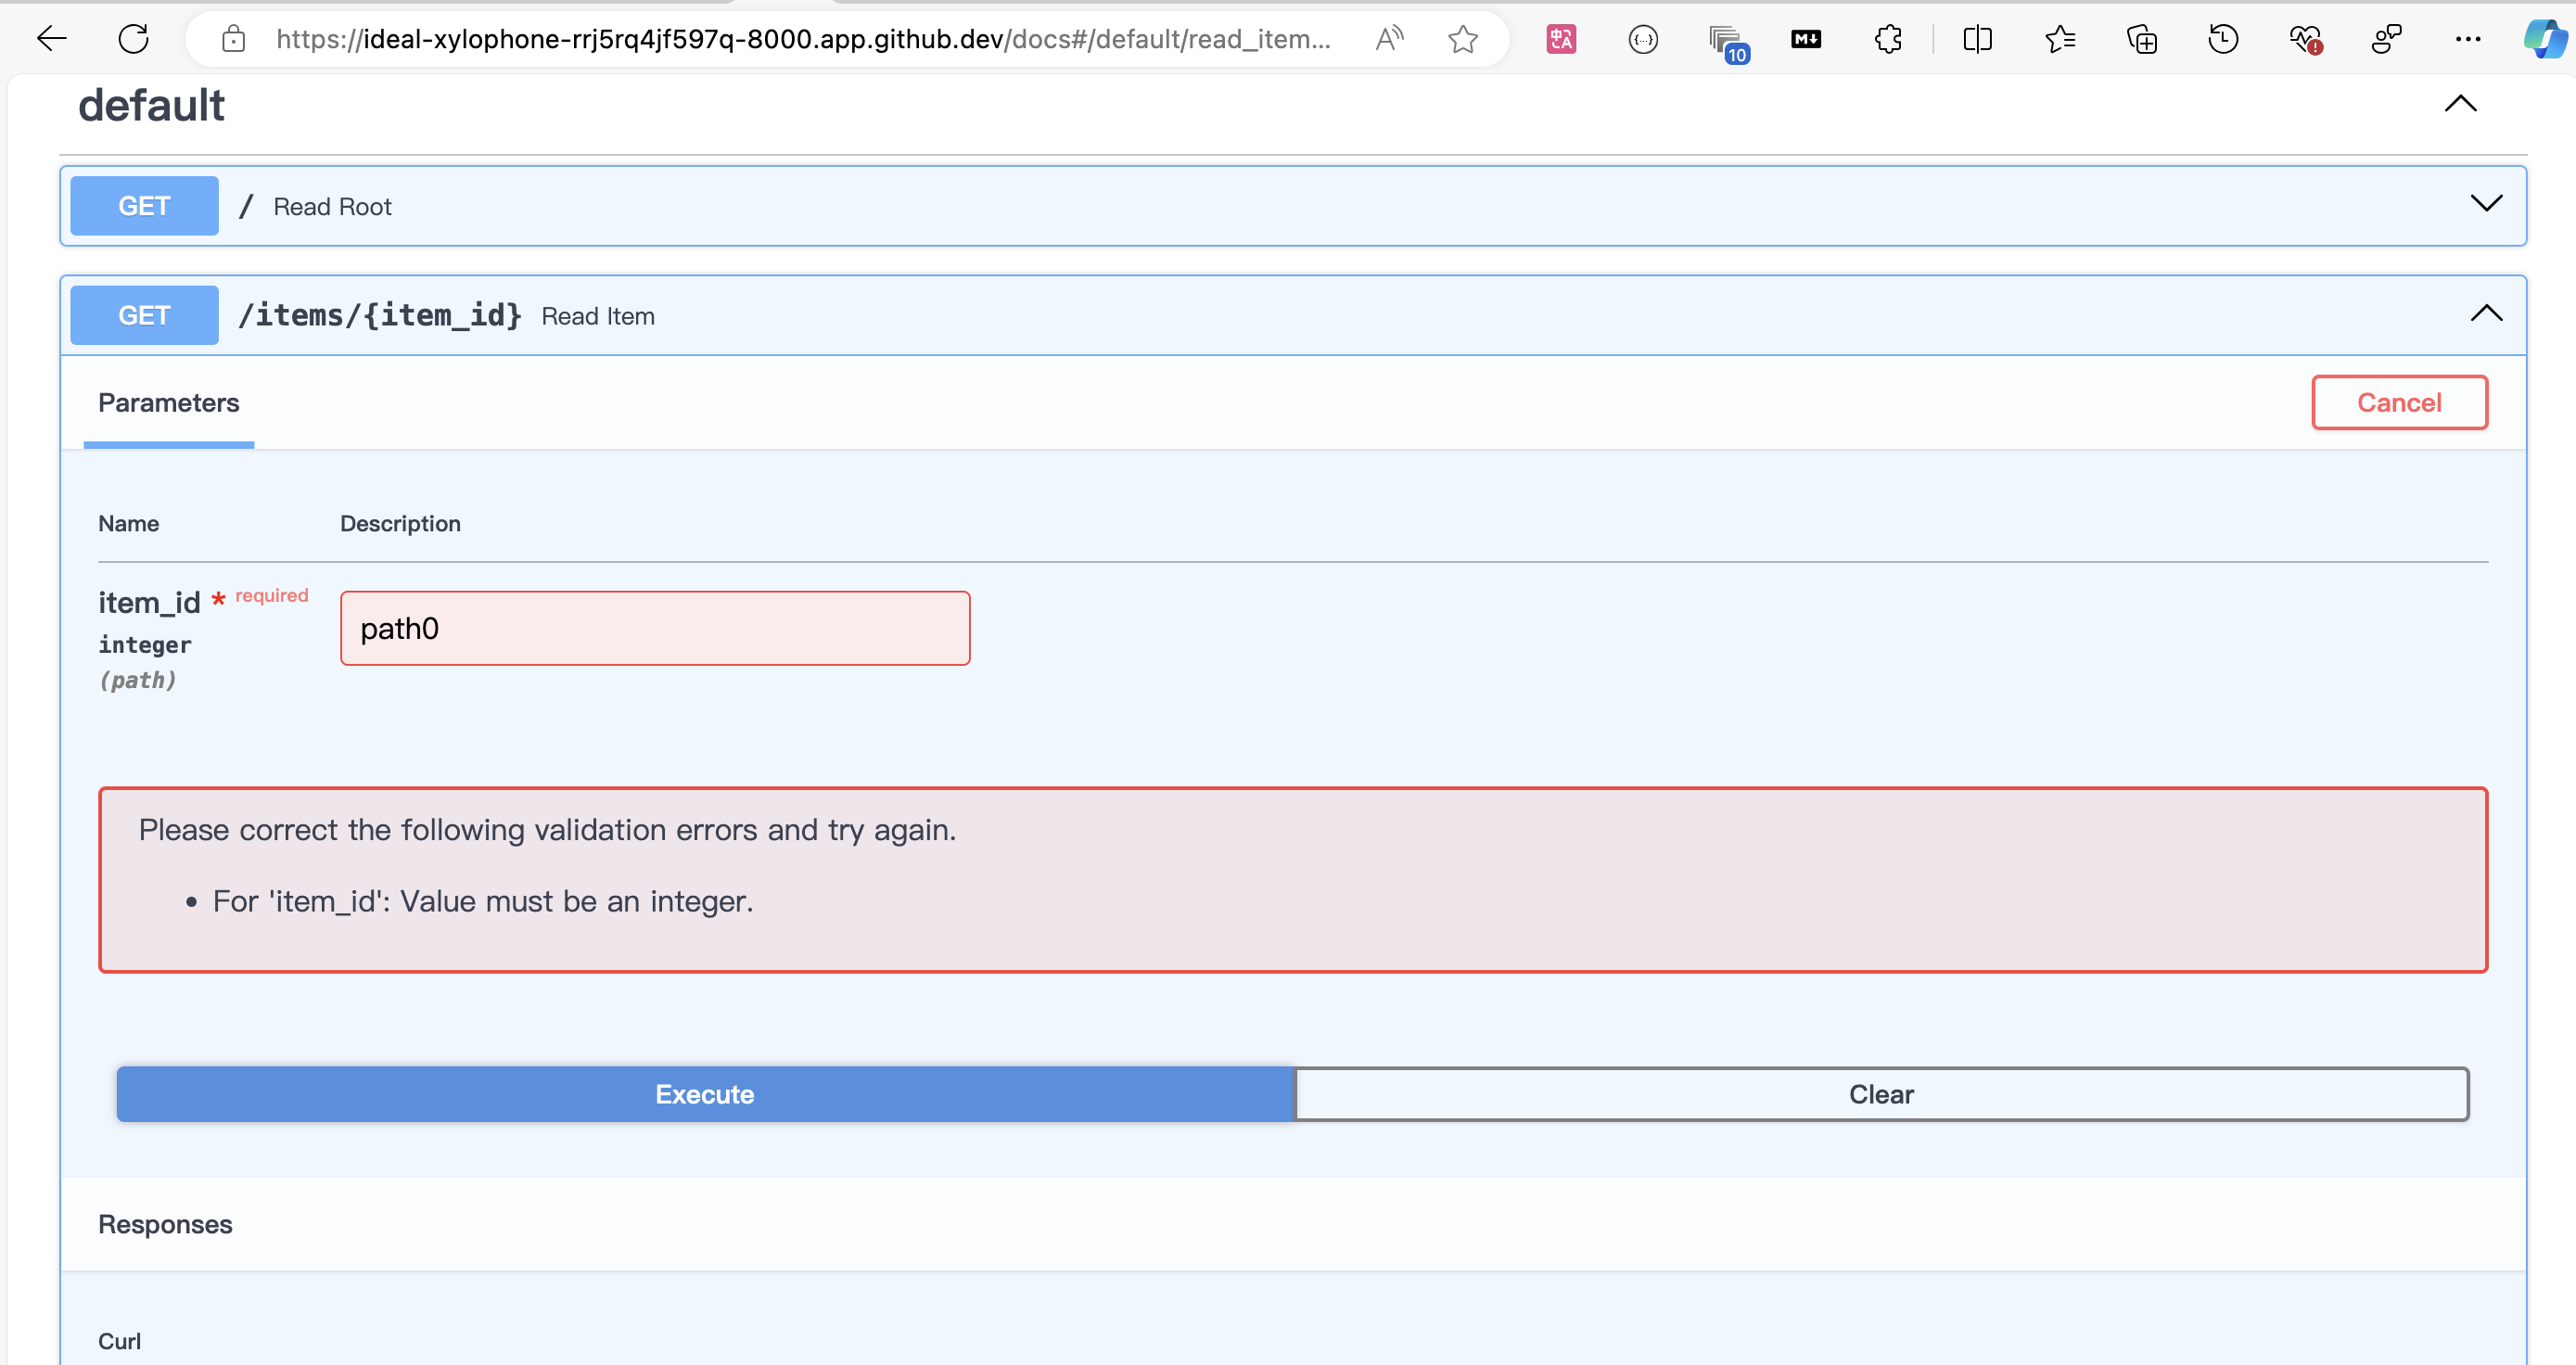 https://ideal-xylophone-rrj5rq4jf597q-8000.app.github.dev/docs#/default/read_item...
10
M
default
GET / Read Root
GET /items/{item_id} Read Item
Parameters
Cancel
Name Description
item_id * required
path0
integer
(path)
Please correct the following validation errors and try again.
• For 'item_id': Value must be an integer.
Execute Clear
Responses
Curl